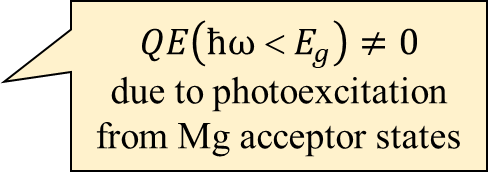 QE(ħω < E_g) ≠ 0
due to photoexcitation
from Mg acceptor states